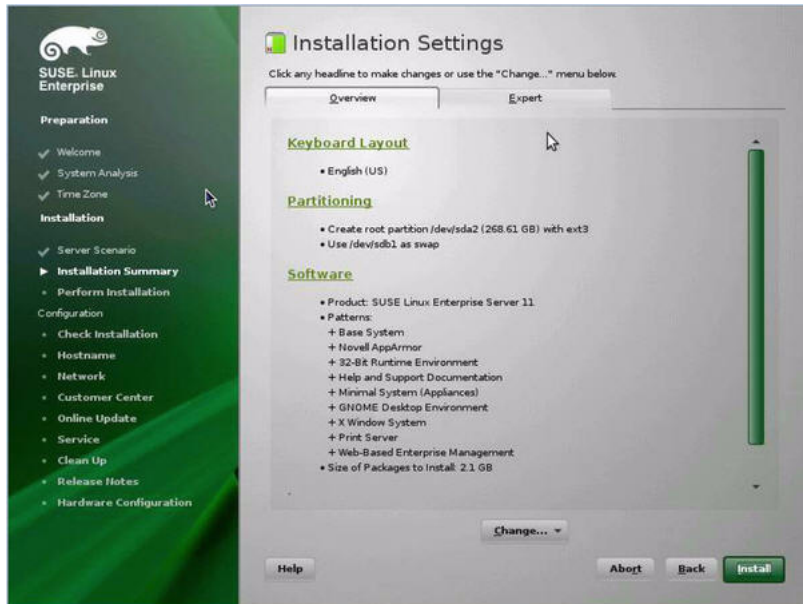 SUSE. Linux
Enterprise
Preparation
Welcome
System Analysis
Time Zone
Installation
Server Scenario
Installation Summary
Perform Installation
Configuration
Check Installation
Hostname
Network
Customer Center
Online Update
Service
Clean Up
Release Notes
Hardware Configuration
Installation Settings
Click any headline to make changes or use the "Change..." menu below.
Overview
Expert
Keyboard Layout
• English (US)
Partitioning
• Create root partition /dev/sda2 (268.61 GB) with ext3
• Use /dev/sdb1 as swap
Software
• Product: SUSE Linux Enterprise Server 11
• Patterns:
+ Base System
+ Novell AppArmor
+ 32-Bit Runtime Environment
+ Help and Support Documentation
+ Minimal System (Appliances)
+ GNOME Desktop Environment
+ X Window System
+ Print Server
+ Web-Based Enterprise Management
• Size of Packages to Install: 2.1 GB
Change...
Help
Abort
Back
Install